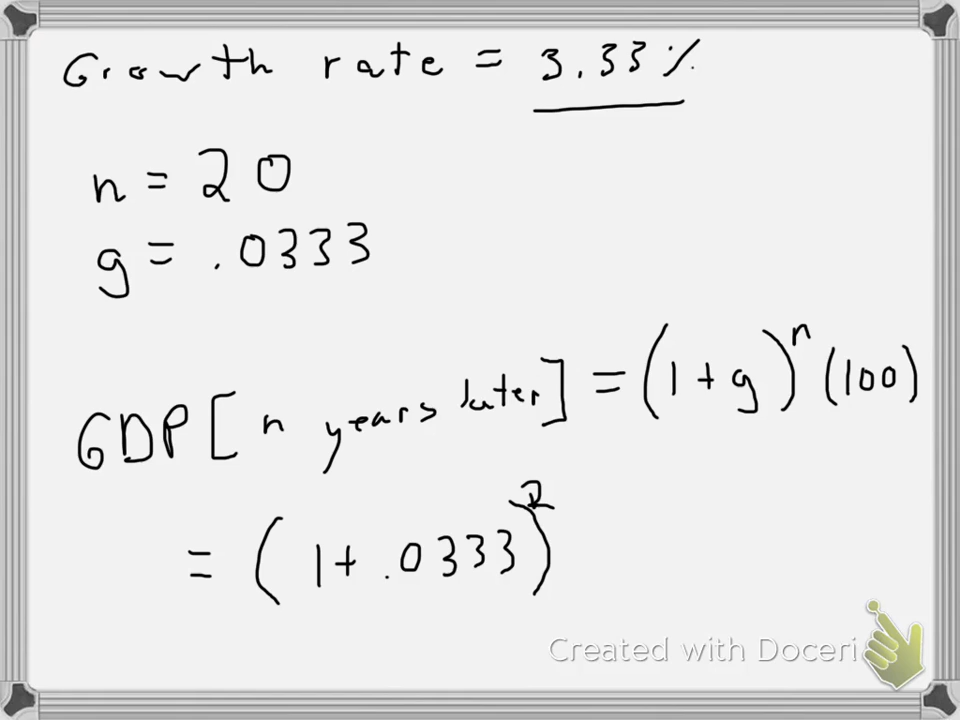 Growth rate = 3.33%
n = 20
g = .0333
GDP[n years later] = (1+g)^n (100)
= (1+.0333)^2
Created with Doceri